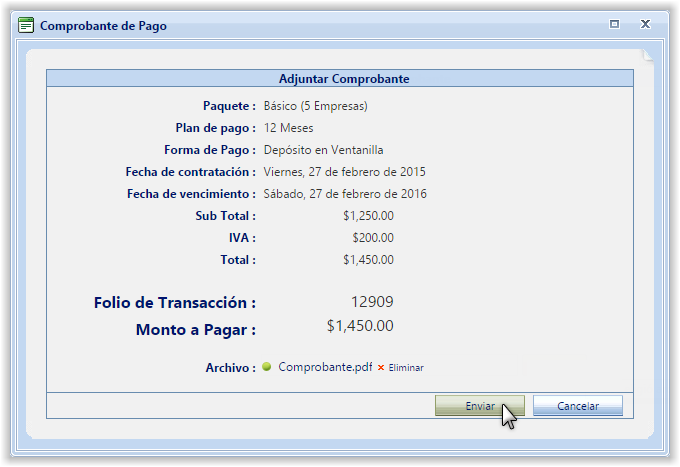 Comprobante de Pago
Adjuntar Comprobante
Paquete : Básico (5 Empresas)
Plan de pago : 12 Meses
Forma de Pago : Depósito en Ventanilla
Fecha de contratación : Viernes, 27 de febrero de 2015
Fecha de vencimiento : Sábado, 27 de febrero de 2016
Sub Total : $1,250.00
IVA : $200.00
Total : $1,450.00
Folio de Transacción : 12909
Monto a Pagar : $1,450.00
Archivo : Comprobante.pdf × Eliminar
Enviar Cancelar